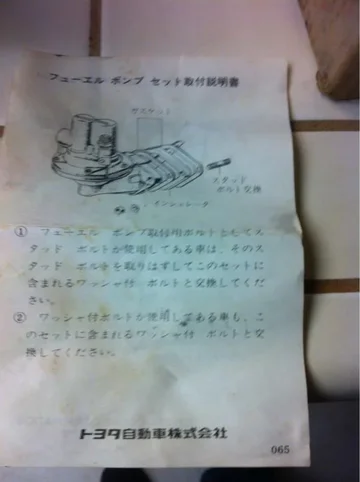 フューエル ポンプ セット取付説明書
ガスケット
スタッド
ボルト交換
インシュレータ
① フューエル ポンプ取付用ボルトとしてス
タッド ボルトが使用してある車は、そのス
タッド ボルトを取りはずしてこのセットに
含まれるワッシャ付 ボルトと交換してくだ
さい。
② ワッシャ付ボルトが使用してある車も、こ
のセットに含まれるワッシャ付 ボルトと交
換してください。
トヨタ自動車株式会社
065